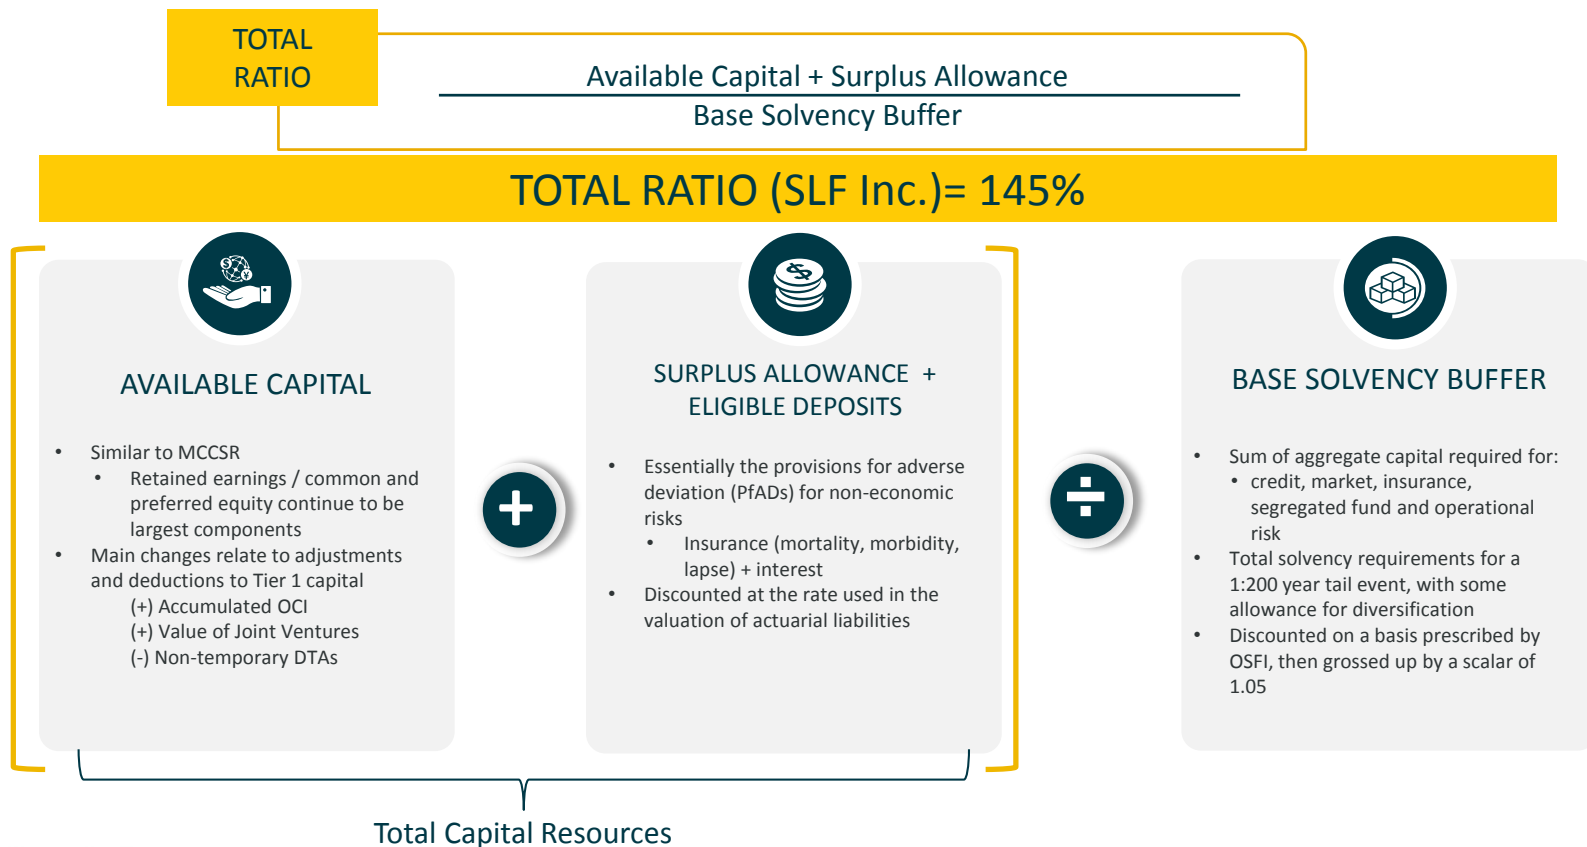 TOTAL
RATIO
Available Capital + Surplus Allowance
Base Solvency Buffer
TOTAL RATIO (SLF Inc.)= 145%
AVAILABLE CAPITAL
• Similar to MCCSR
• Retained earnings / common and
preferred equity continue to be
largest components
• Main changes relate to adjustments
and deductions to Tier 1 capital
(+) Accumulated OCI
(+) Value of Joint Ventures
(-) Non-temporary DTAs
+
SURPLUS ALLOWANCE +
ELIGIBLE DEPOSITS
• Essentially the provisions for adverse
deviation (PfADs) for non-economic
risks
• Insurance (mortality, morbidity,
lapse) + interest
• Discounted at the rate used in the
valuation of actuarial liabilities
÷
BASE SOLVENCY BUFFER
• Sum of aggregate capital required for:
• credit, market, insurance,
segregated fund and operational
risk
• Total solvency requirements for a
1:200 year tail event, with some
allowance for diversification
• Discounted on a basis prescribed by
OSFI, then grossed up by a scalar of
1.05
Total Capital Resources